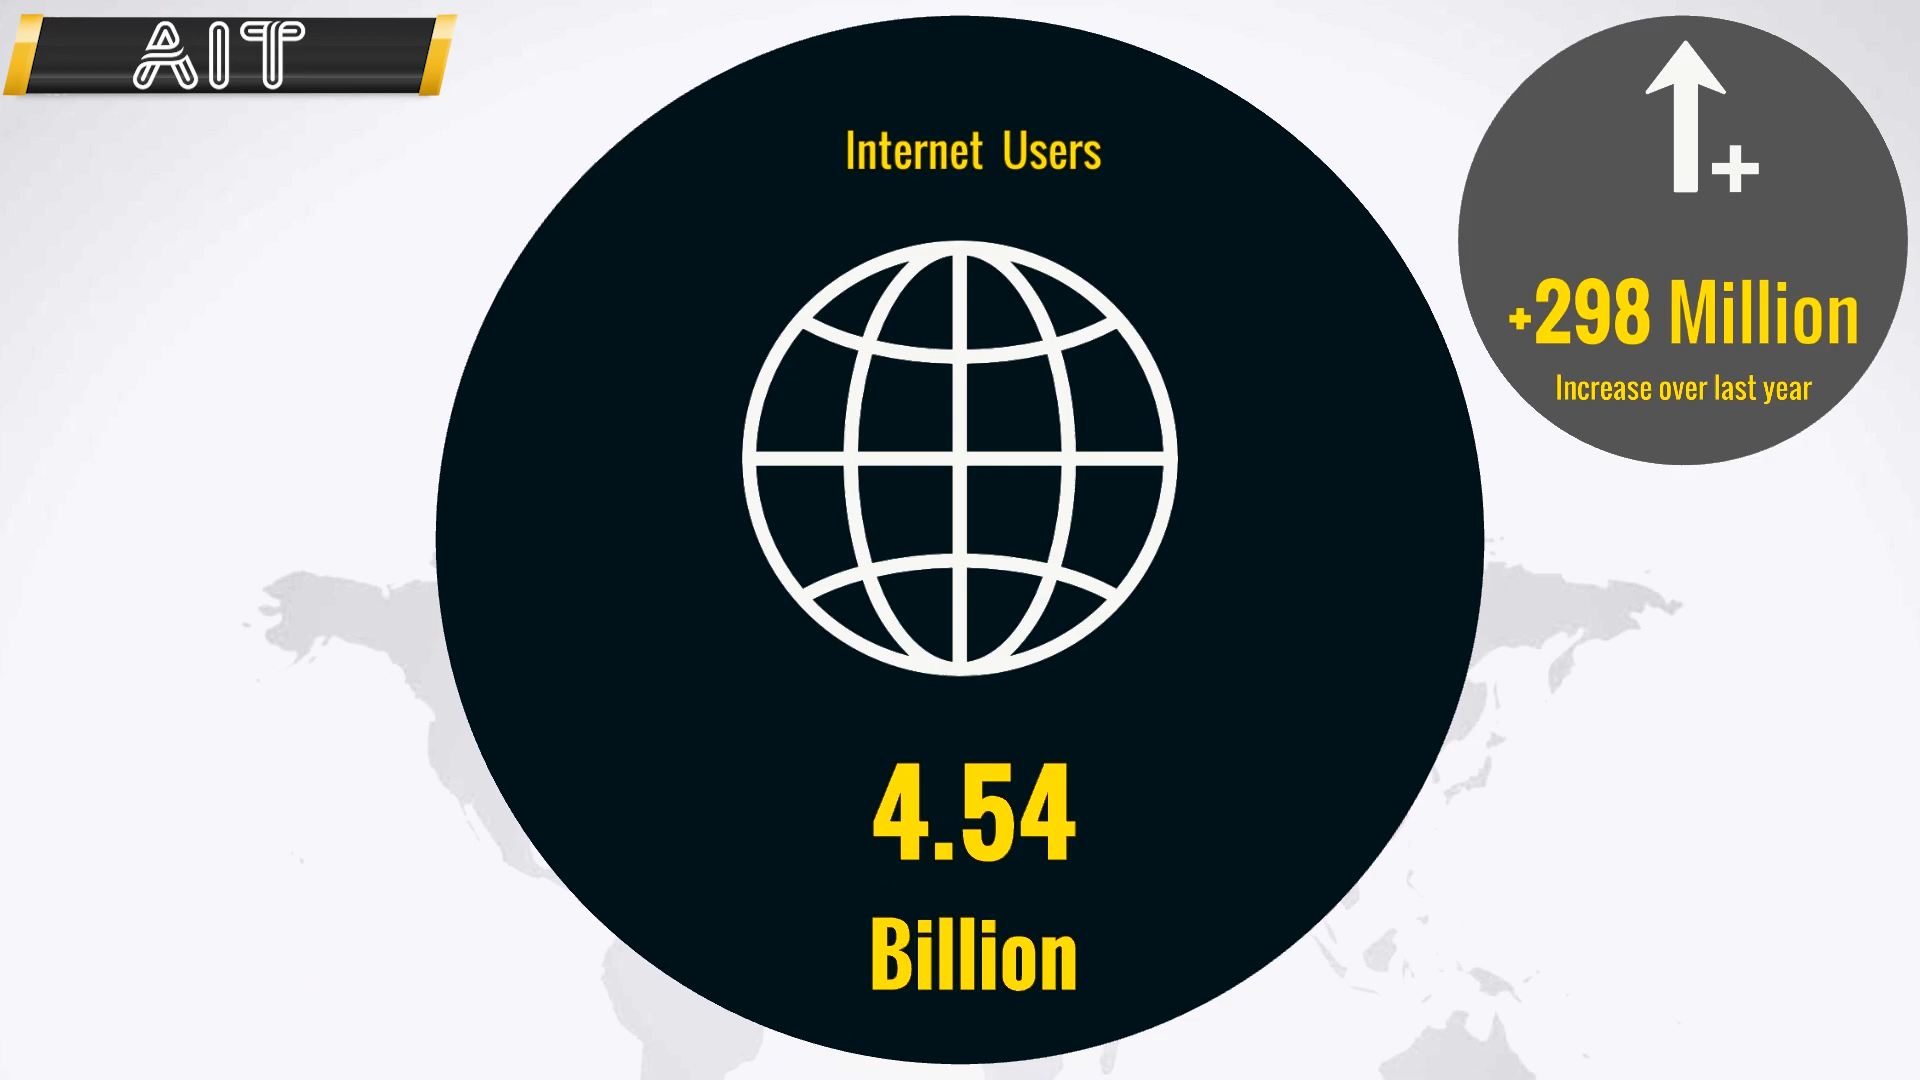 AIT
Internet Users
4.54
Billion
+
+298 Million
Increase over last year